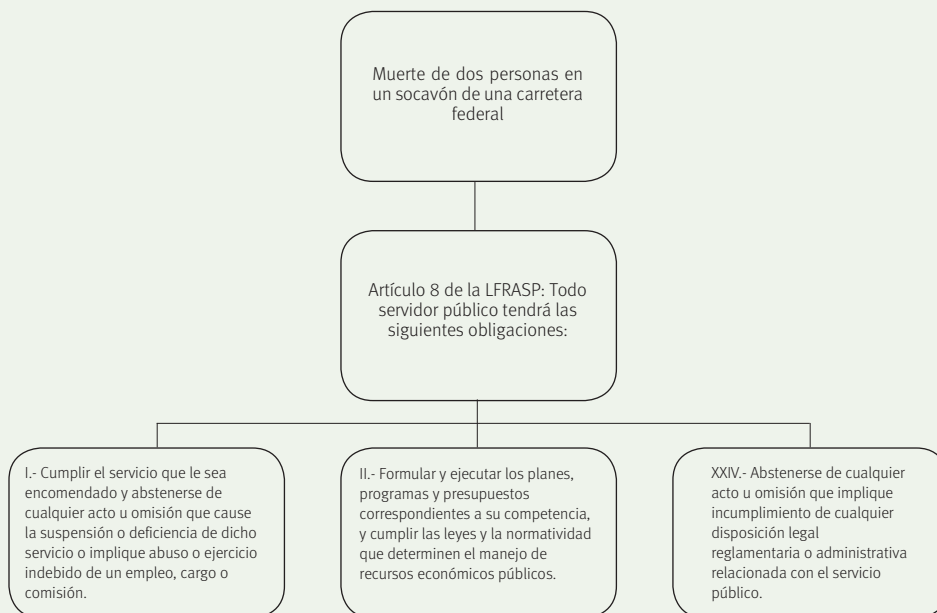 Muerte de dos personas en
un socavón de una carretera
federal
Artículo 8 de la LFRASP: Todo
servidor público tendrá las
siguientes obligaciones:
I.- Cumplir el servicio que le sea
encomendado y abstenerse de
cualquier acto u omisión que cause
la suspensión o deficiencia de dicho
servicio o implique abuso o ejercicio
indebido de un empleo, cargo o
comisión.
II.- Formular y ejecutar los planes,
programas y presupuestos
correspondientes a su competencia,
y cumplir las leyes y la normatividad
que determinen el manejo de
recursos económicos públicos.
XXIV.- Abstenerse de cualquier
acto u omisión que implique
incumplimiento de cualquier
disposición legal
reglamentaria o administrativa
relacionada con el servicio
público.